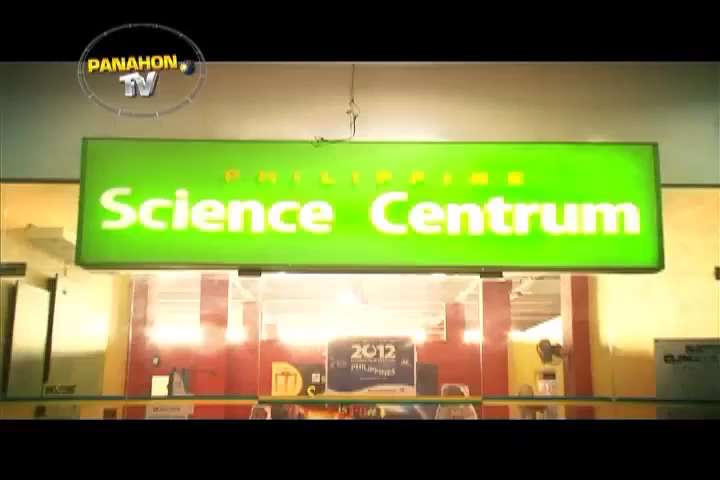 PANAHON
TV
PHILIPPINE
Science Centrum
2012
PHILIPPINES